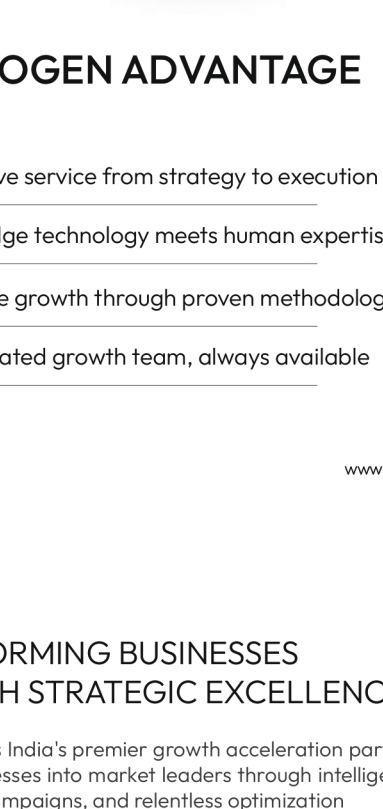 OGEN ADVANTAGE
ve service from strategy to execution
dge technology meets human expertis
e growth through proven methodolog
ated growth team, always available
www
ORMING BUSINESSES
H STRATEGIC EXCELLENC
s India's premier growth acceleration par
esses into market leaders through intellige
mpaigns, and relentless optimization